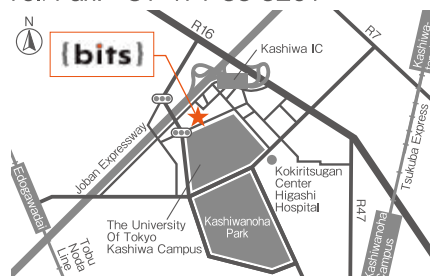 N
R16
R7
{bits}
Kashiwa IC
Kashiwa-
Joban Expressway
Tsukuba Express
Kokiritsugan
Center
Higashi
Hospital
R47
Edogawadai
Tobu
Noda
Line
The University
Of Tokyo
Kashiwa Campus
Kashiwanoha
Park
Kashiwanoha
Campus